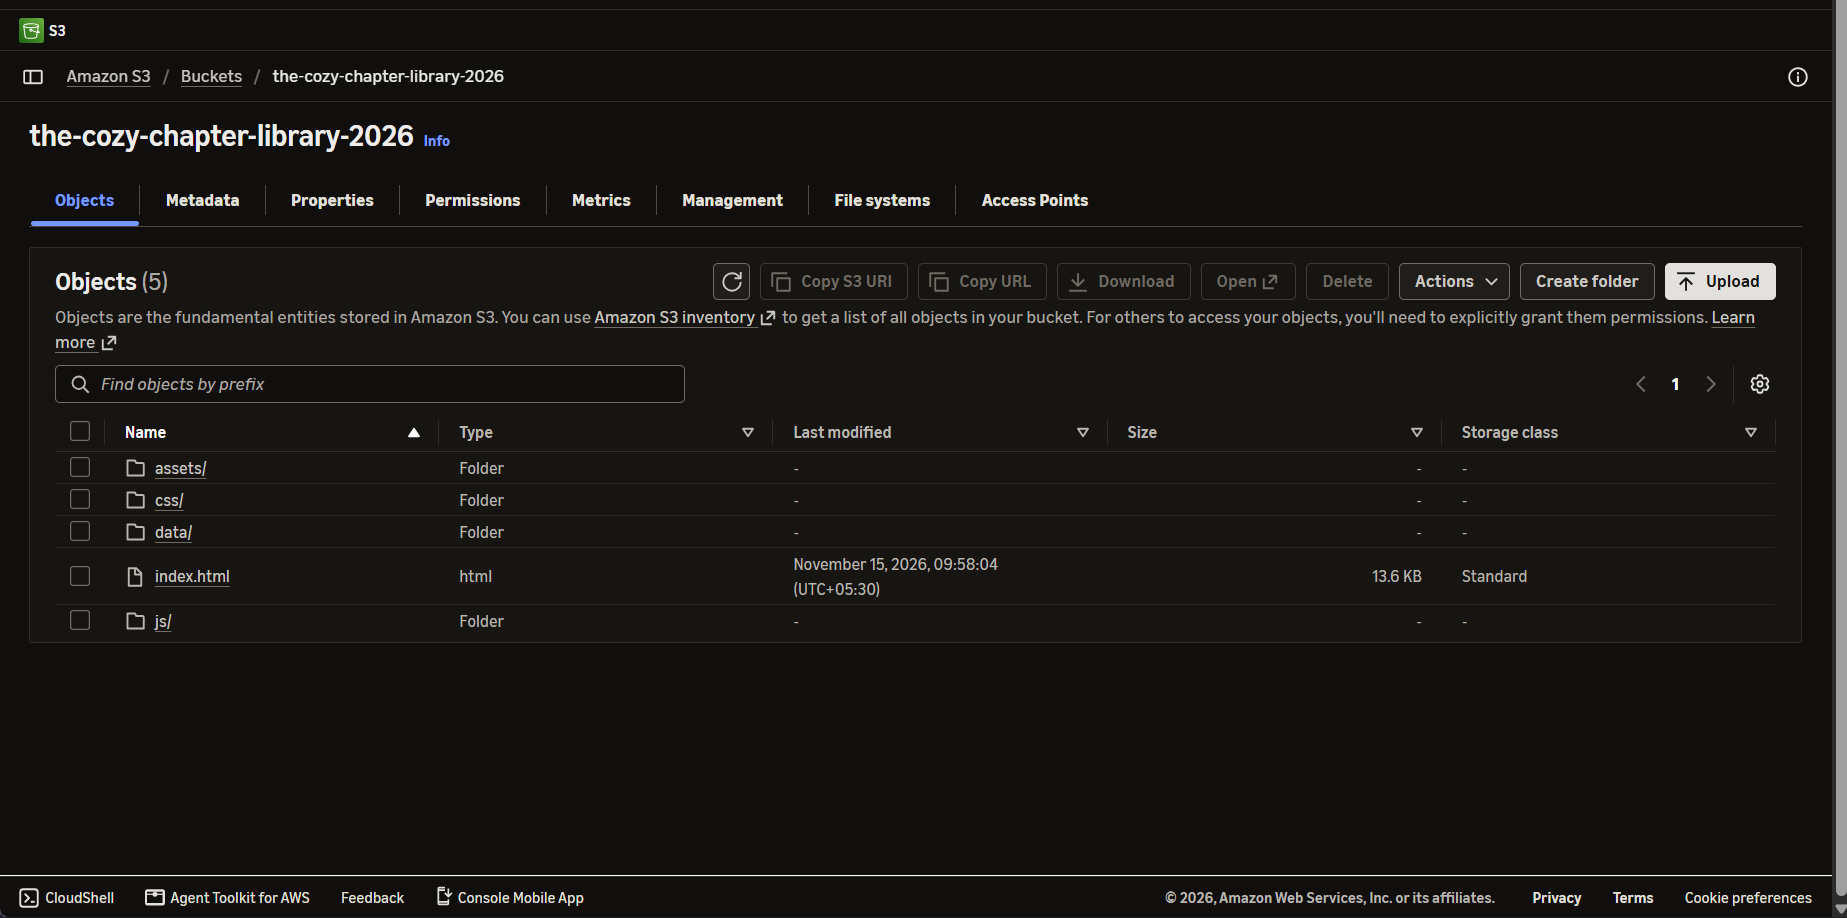 S3
Amazon S3 / Buckets / the-cozy-chapter-library-2026
the-cozy-chapter-library-2026 Info
Objects Metadata Properties Permissions Metrics Management File systems Access Points
Objects (5) Copy S3 URI Copy URL Download Open Delete Actions Create folder Upload
Objects are the fundamental entities stored in Amazon S3. You can use Amazon S3 inventory to get a list of all objects in your bucket. For others to access your objects, you'll need to explicitly grant them permissions. Learn
more
Find objects by prefix 1
Name Type Last modified Size Storage class
assets/ Folder - - -
css/ Folder - - -
data/ Folder - - -
index.html html November 15, 2026, 09:58:04 13.6 KB Standard
(UTC+05:30)
js/ Folder - - -
CloudShell Agent Toolkit for AWS Feedback Console Mobile App © 2026, Amazon Web Services, Inc. or its affiliates. Privacy Terms Cookie preferences